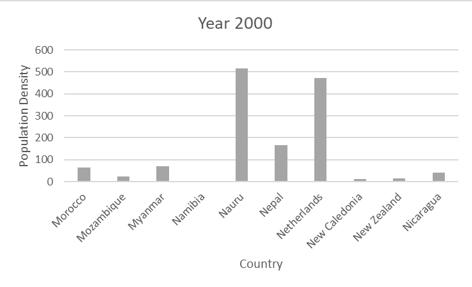 Year 2000
600
500
400
300
200
100
0
Population Density
Morocco
Mozambique
Myanmar
Namibia
Nauru
Nepal
Netherlands
New Caledonia
New Zealand
Nicaragua
Country